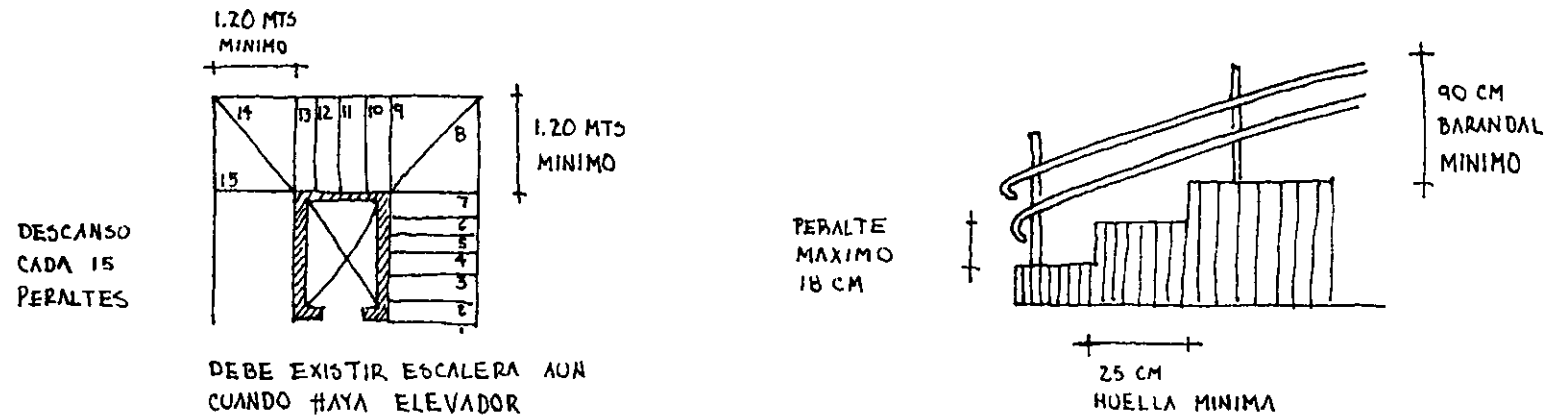 1.20 MTS
MINIMO
14
13 12 11 10 9
8
15
7
6
5
4
3
2
1
1.20 MTS
MINIMO
DESCANSO
CADA 15
PERALTES
DEBE EXISTIR ESCALERA AUN
CUANDO HAYA ELEVADOR
90 CM
BARANDAL
MINIMO
PERALTE
MAXIMO
18 CM
25 CM
HUELLA MINIMA